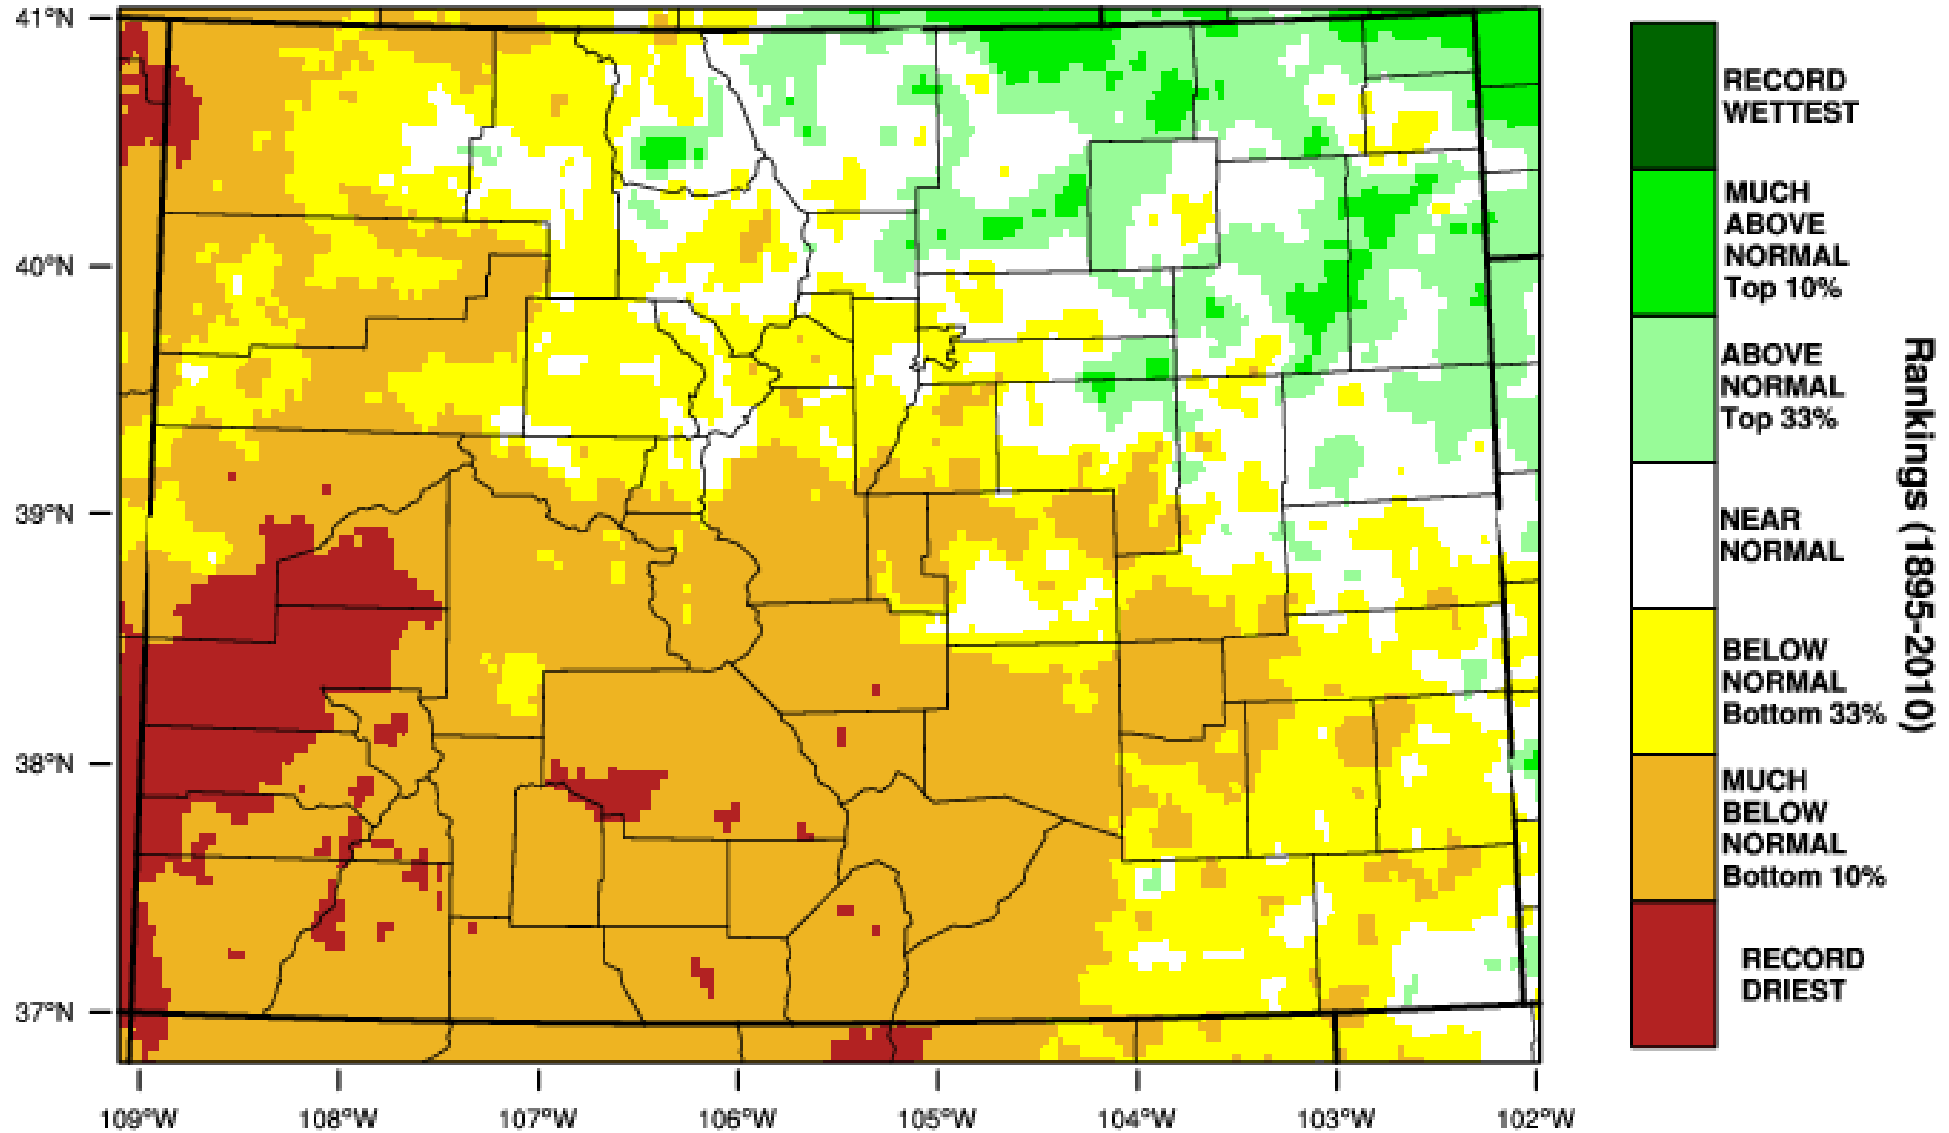 41°N
40°N
39°N
38°N
37°N
109°W
108°W
107°W
106°W
105°W
104°W
103°W
102°W
RECORD
WETTEST
MUCH
ABOVE
NORMAL
Top 10%
ABOVE
NORMAL
Top 33%
NEAR
NORMAL
BELOW
NORMAL
Bottom 33%
MUCH
BELOW
NORMAL
Bottom 10%
RECORD
DRIEST
Rankings (1895-2010)